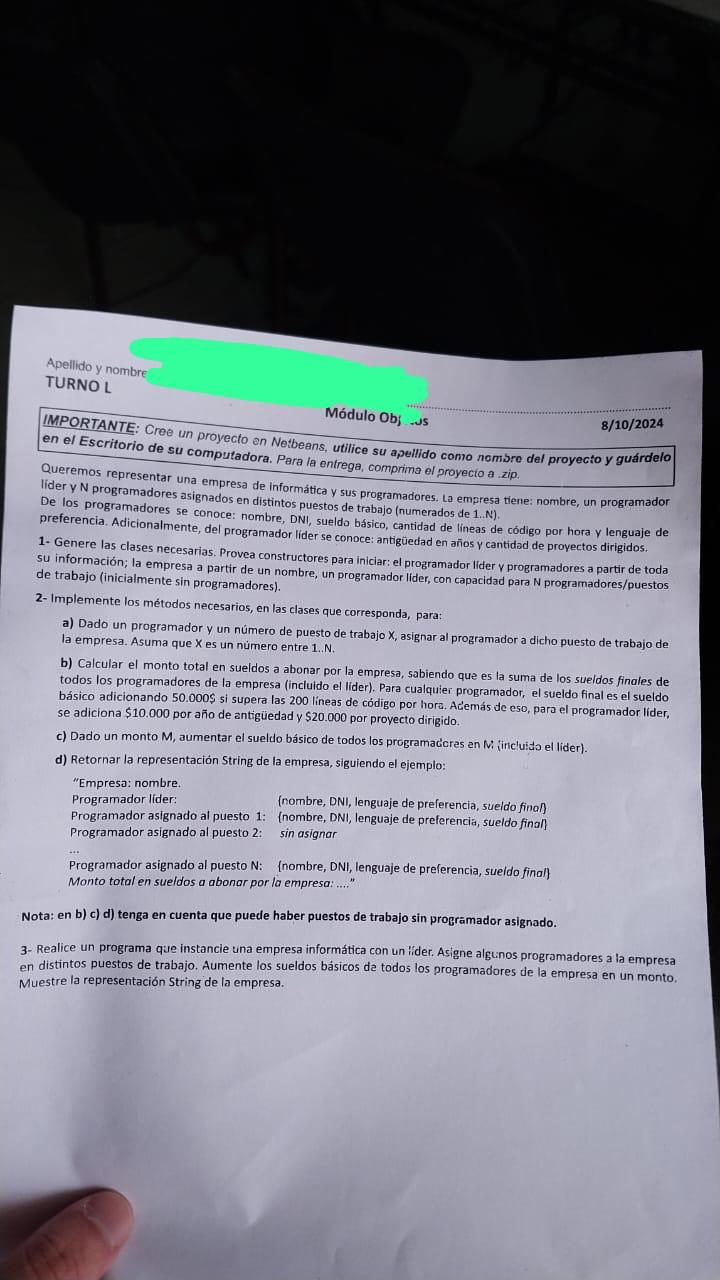 Apellido y nombre
TURNO L
Módulo Obj os
8/10/2024
IMPORTANTE: Cree un proyecto en Netbeans, utilice su apellido como nombre del proyecto y guárdelo
en el Escritorio de su computadora. Para la entrega, comprima el proyecto a .zip.
Queremos representar una empresa de informática y sus programadores. La empresa tiene: nombre, un programador
líder y N programadores asignados en distintos puestos de trabajo (numerados de 1..N).
De los programadores se conoce: nombre, DNI, sueldo básico, cantidad de líneas de código por hora y lenguaje de
preferencia. Adicionalmente, del programador líder se conoce: antigüedad en años y cantidad de proyectos dirigidos.
1- Genere las clases necesarias. Provea constructores para iniciar: el programador líder y programadores a partir de toda
su información; la empresa a partir de un nombre, un programador líder, con capacidad para N programadores/puestos
de trabajo (inicialmente sin programadores).
2- Implemente los métodos necesarios, en las clases que corresponda, para:
a) Dado un programador y un número de puesto de trabajo X, asignar al programador a dicho puesto de trabajo de
la empresa. Asuma que X es un número entre 1..N.
b) Calcular el monto total en sueldos a abonar por la empresa, sabiendo que es la suma de los sueldos finales de
todos los programadores de la empresa (incluido el líder). Para cualquier programador, el sueldo final es el sueldo
básico adicionando 50.000$ si supera las 200 líneas de código por hora. Además de eso, para el programador líder,
se adiciona $10.000 por año de antigüedad y $20.000 por proyecto dirigido.
c) Dado un monto M, aumentar el sueldo básico de todos los programadores en M (incluido el líder).
d) Retornar la representación String de la empresa, siguiendo el ejemplo:
"Empresa: nombre.
Programador líder: {nombre, DNI, lenguaje de preferencia, sueldo final}
Programador asignado al puesto 1: {nombre, DNI, lenguaje de preferencia, sueldo final}
Programador asignado al puesto 2: sin asignar
...
Programador asignado al puesto N: {nombre, DNI, lenguaje de preferencia, sueldo final}
Monto total en sueldos a abonar por la empresa: ...."
Nota: en b) c) d) tenga en cuenta que puede haber puestos de trabajo sin programador asignado.
3- Realice un programa que instancie una empresa informática con un líder. Asigne algunos programadores a la empresa
en distintos puestos de trabajo. Aumente los sueldos básicos de todos los programadores de la empresa en un monto.
Muestre la representación String de la empresa.